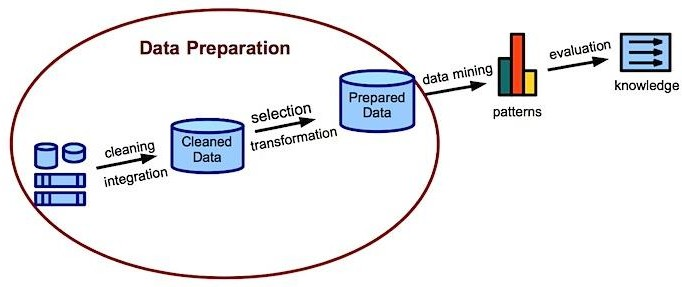 Data Preparation
cleaning
integration
Cleaned
Data
selection
transformation
Prepared
Data
data mining
patterns
evaluation
knowledge